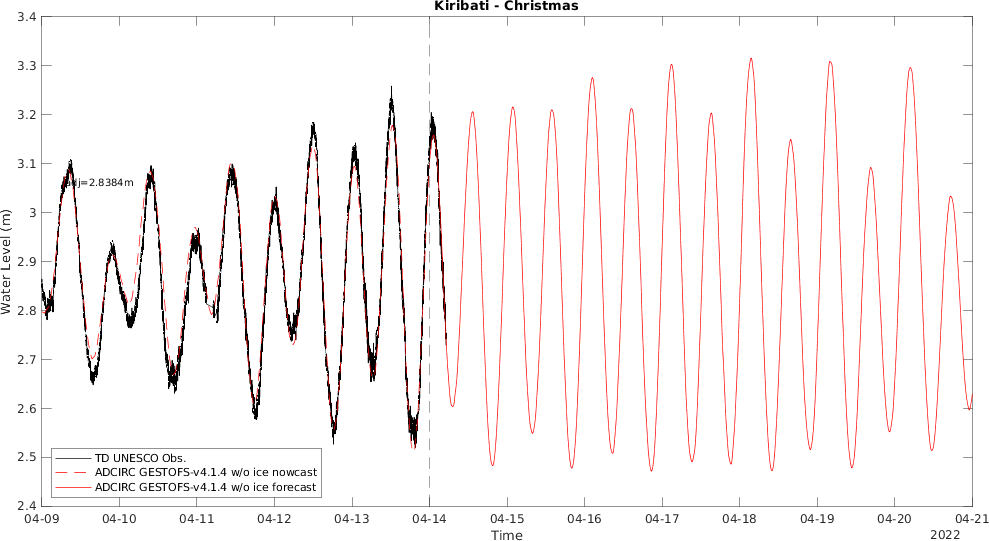 Kiribati - Christmas
3.4
3.3
3.2
3.1
3
2.9
2.8
2.7
2.6
2.5
2.4
Water Level (m)
=2.8384m
TD UNESCO Obs.
ADCIRC GESTOFS-v4.1.4 w/o ice nowcast
ADCIRC GESTOFS-v4.1.4 w/o ice forecast
04-09 04-10 04-11 04-12 04-13 04-14 04-15 04-16 04-17 04-18 04-19 04-20 04-21
Time
2022